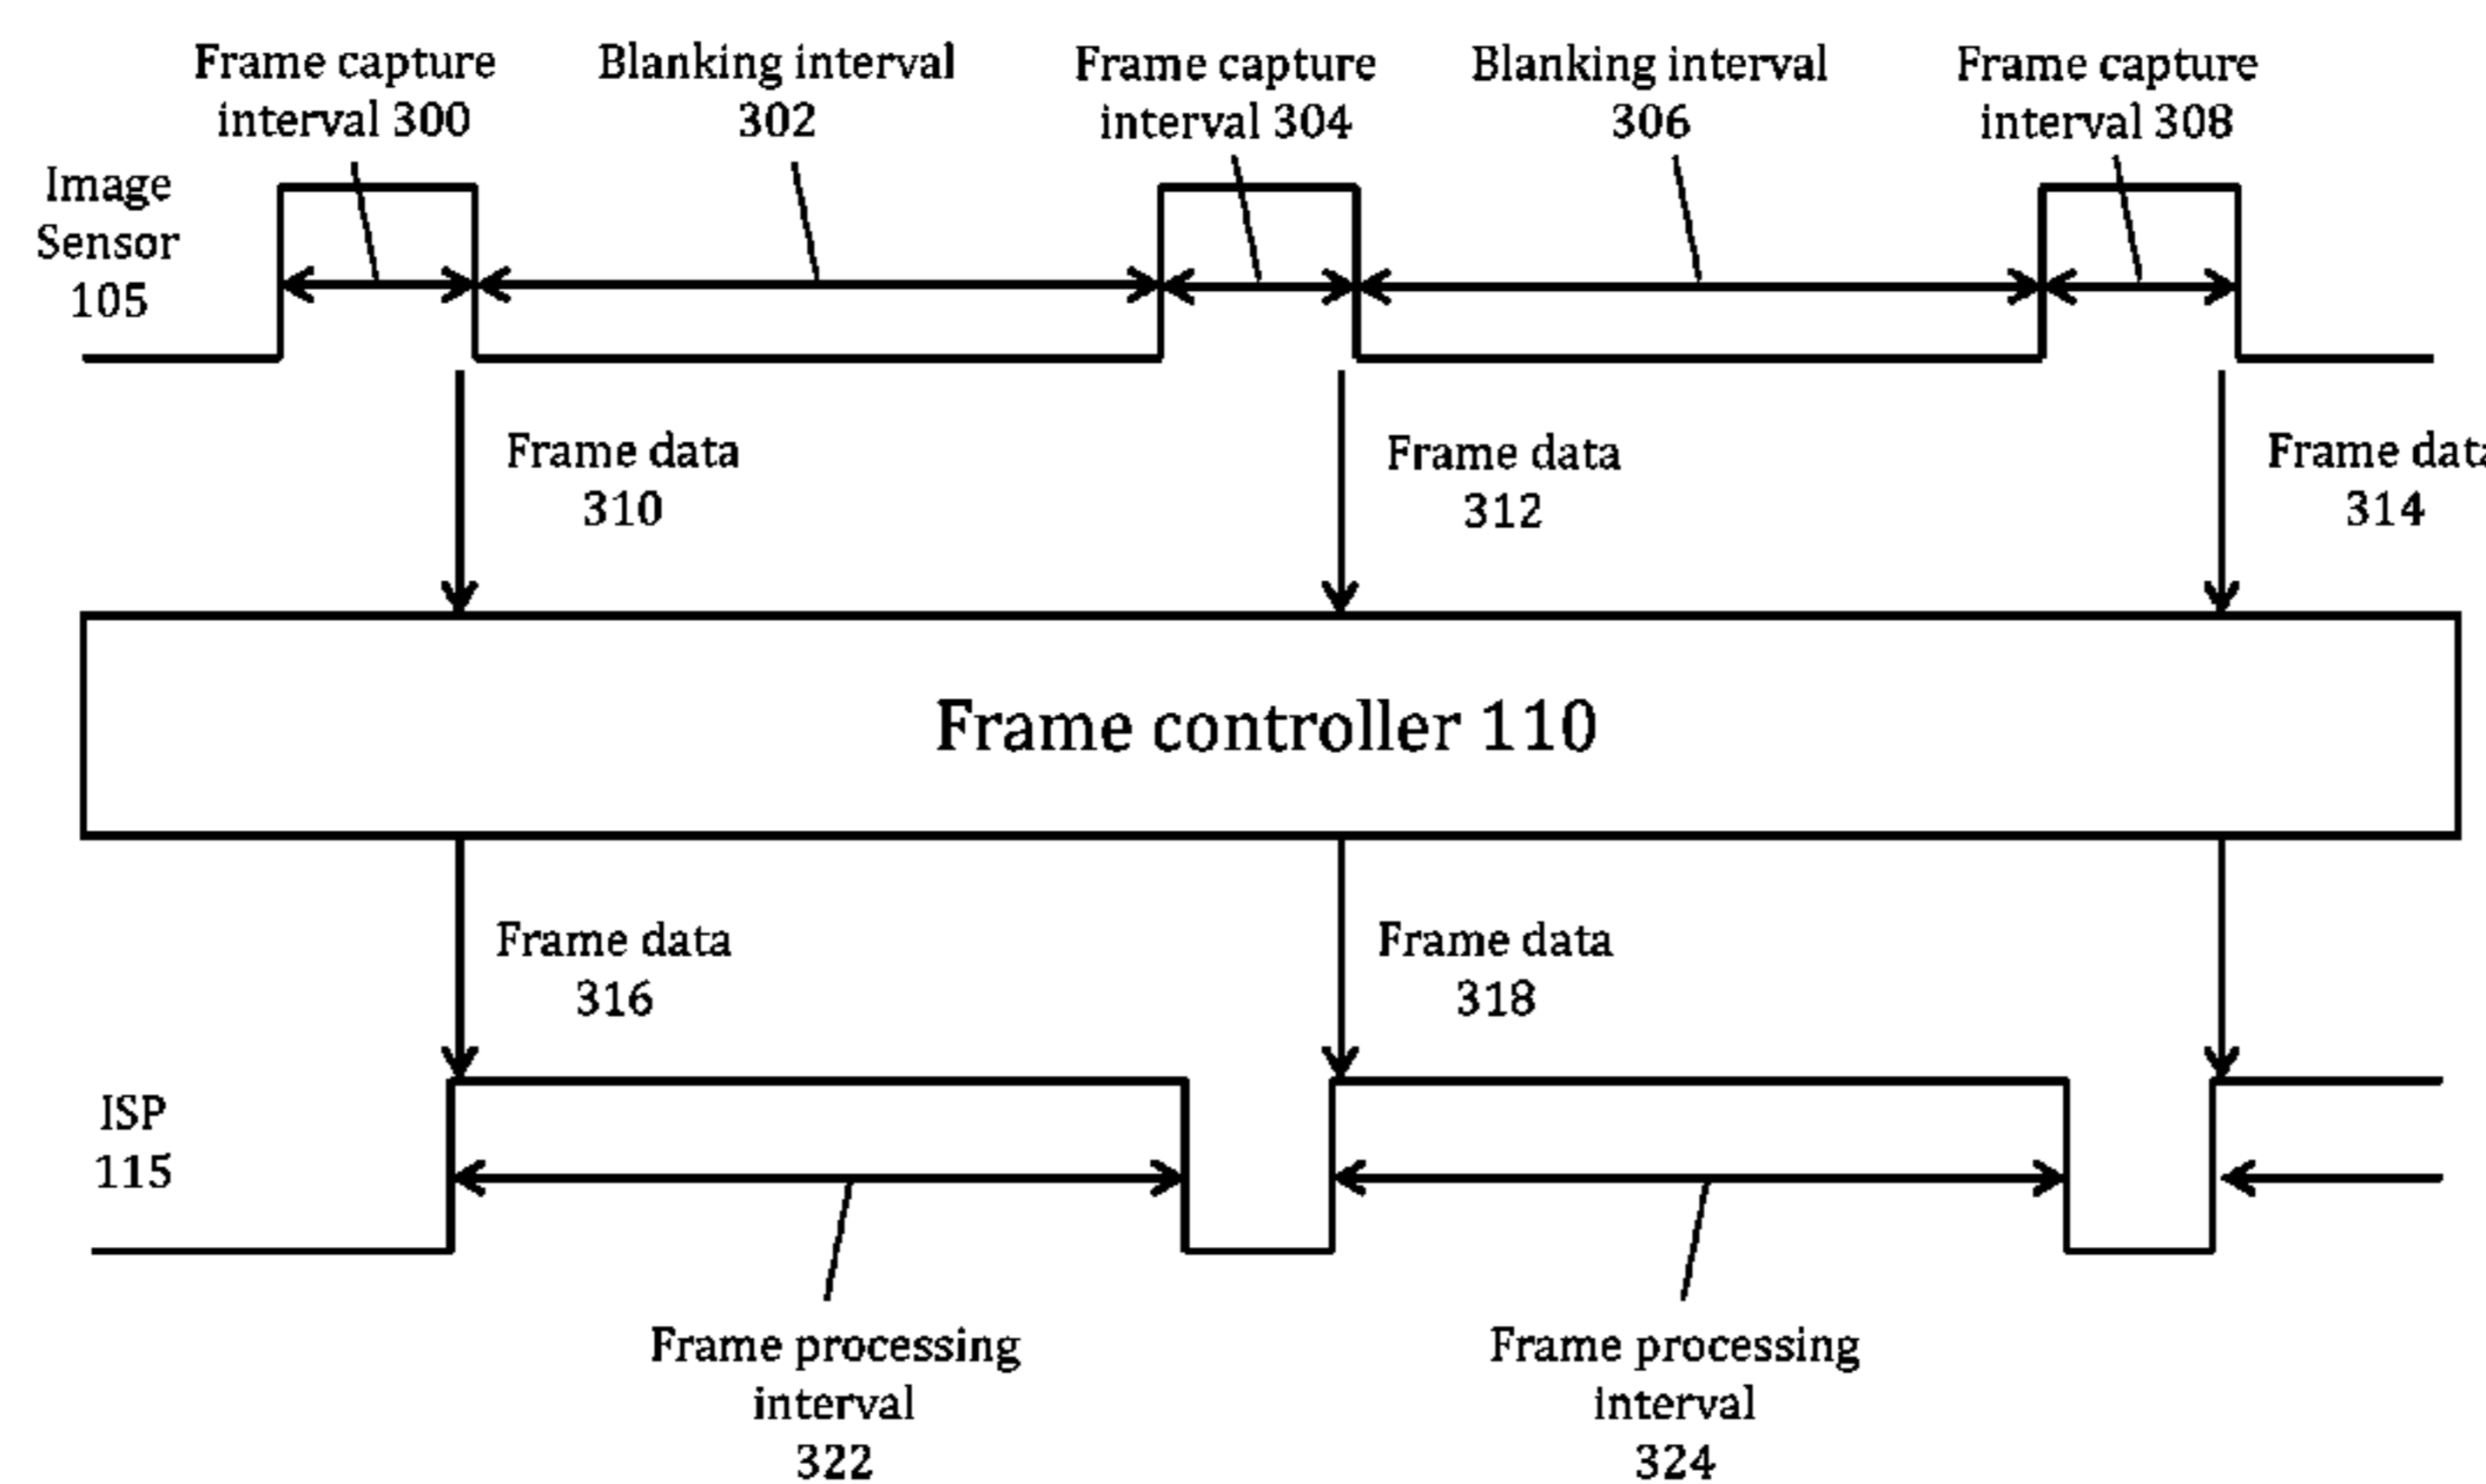 Frame capture
interval 300
Blanking interval
302
Frame capture
interval 304
Blanking interval
306
Frame capture
interval 308
Image
Sensor
105
Frame data
310
Frame data
312
Frame data
314
Frame controller 110
Frame data
316
Frame data
318
ISP
115
Frame processing
interval
322
Frame processing
interval
324